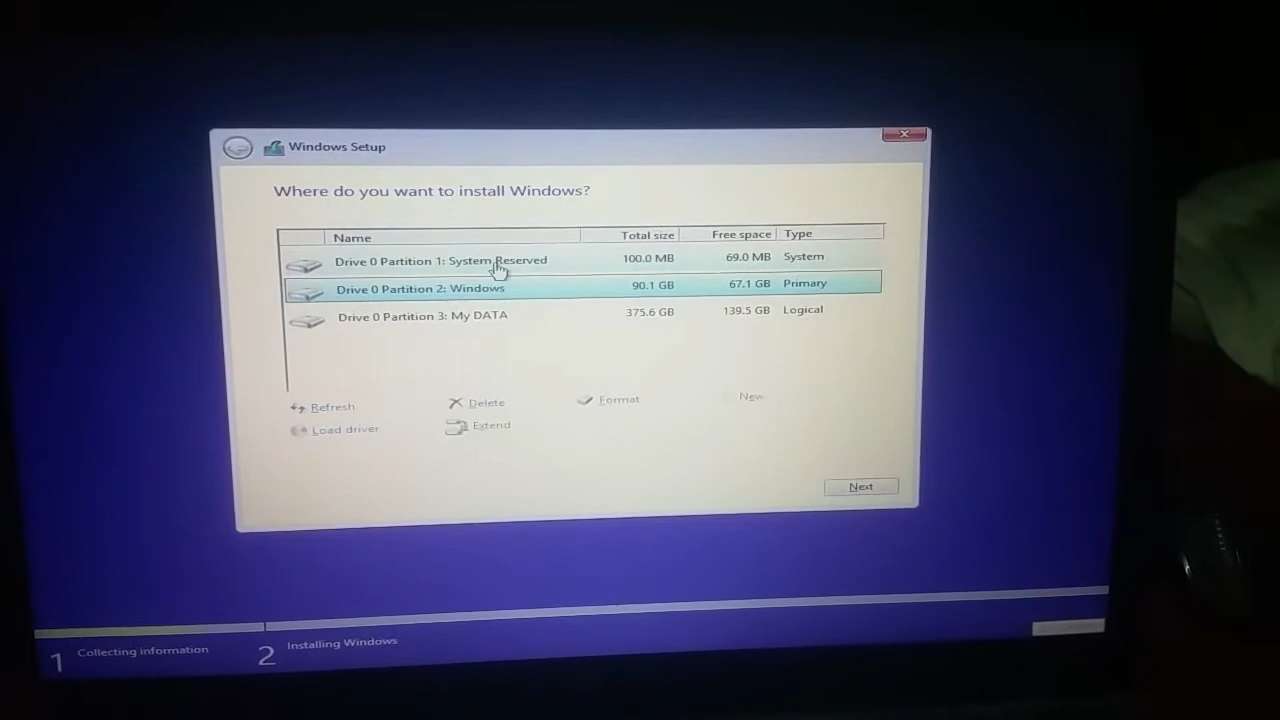 Windows Setup
Where do you want to install Windows?
Name Total size Free space Type
Drive 0 Partition 1: System Reserved 100.0 MB 69.0 MB System
Drive 0 Partition 2: Windows 90.1 GB 67.1 GB Primary
Drive 0 Partition 3: My DATA 375.6 GB 139.5 GB Logical
Refresh Delete Format New
Load driver Extend
Next
1 Collecting information 2 Installing Windows